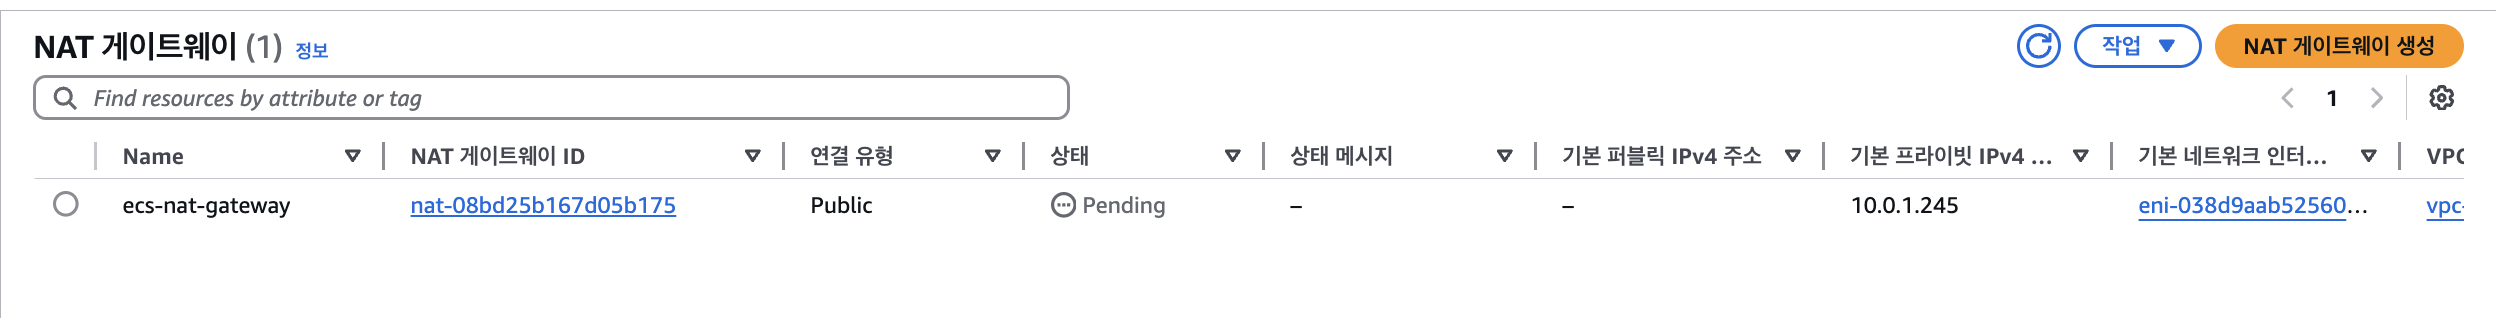 NAT 게이트웨이 (1) 정보 작업 NAT 게이트웨이 생성
Find resources by attribute or tag 1
Name NAT 게이트웨이 ID 연결 유형 상태 상태 메시지 기본 퍼블릭 IPv4 주소 기본 프라이빗 IPv4 ... 기본 네트워크 인터... VPC
ecs-nat-gateway nat-08bd25b167d05b175 Public Pending – – 10.0.1.245 eni-038d9aab52560... vpc-